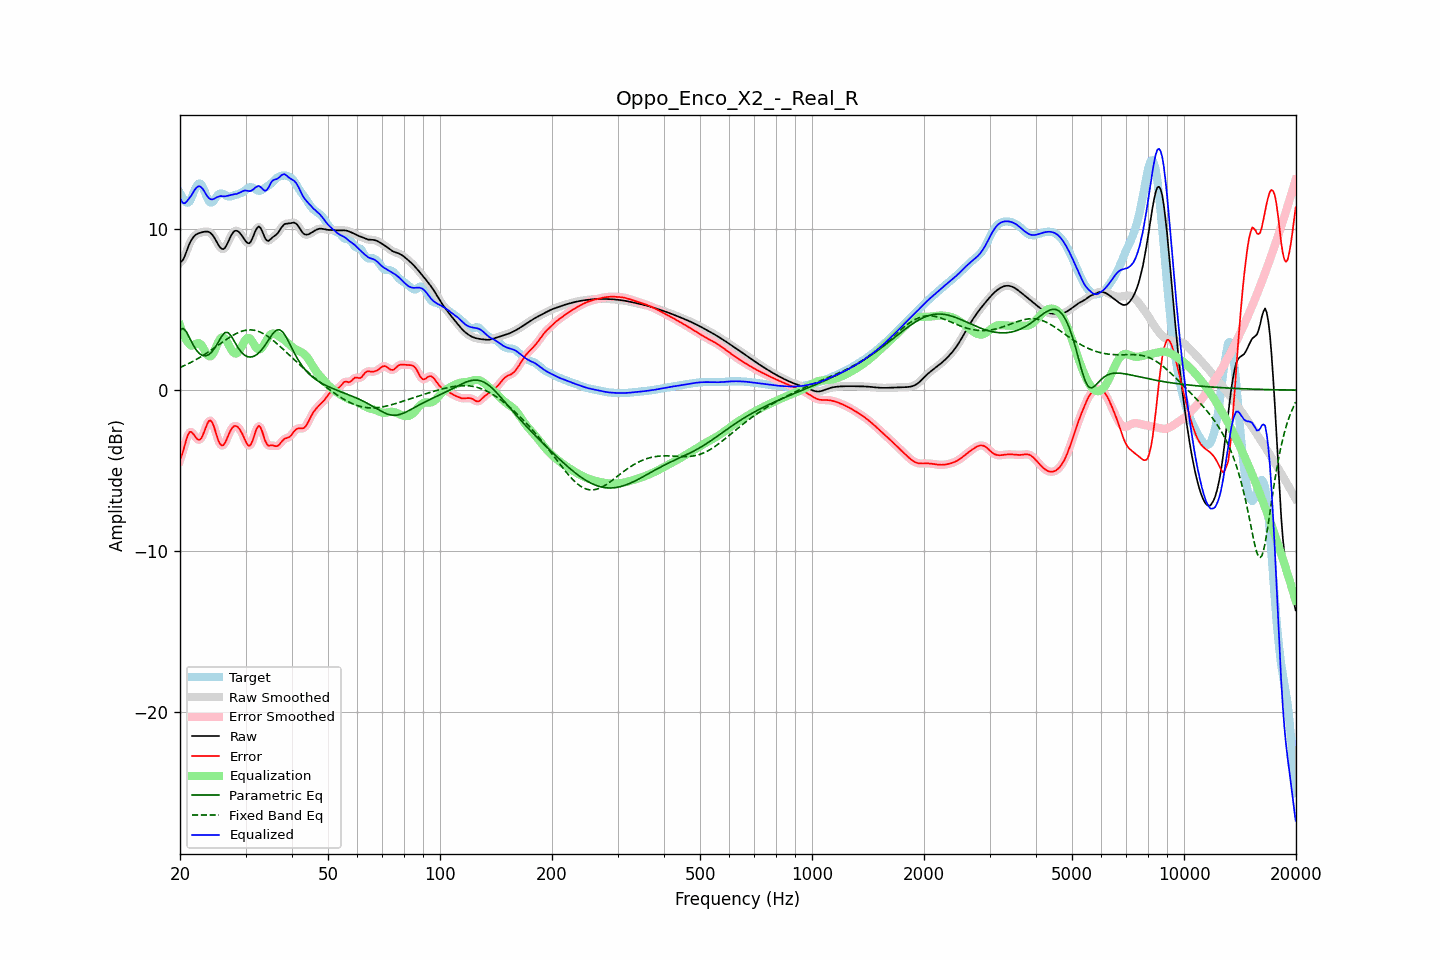 Oppo_Enco_X2_-_Real_R
Amplitude (dBr)
10
0
−10
−20
Target
Raw Smoothed
Error Smoothed
Raw
Error
Equalization
Parametric Eq
Fixed Band Eq
Equalized
20 50 100 200 500 1000 2000 5000 10000 20000
Frequency (Hz)